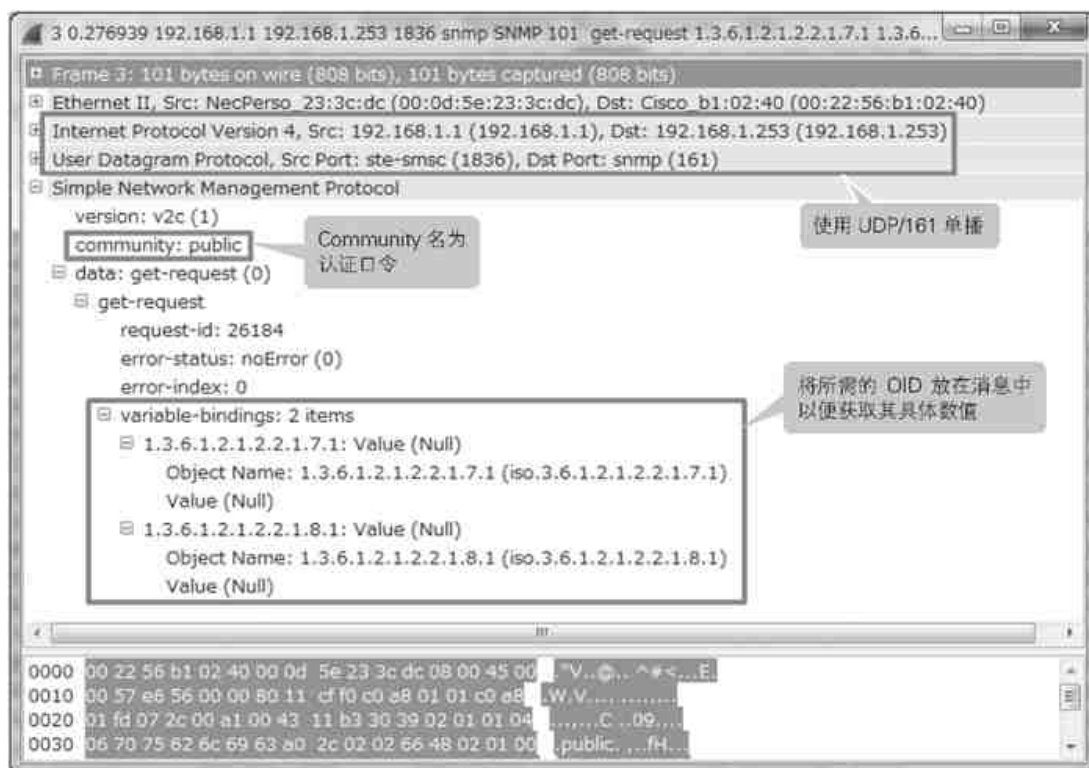 3 0.276939 192.168.1.1 192.168.1.253 1836 snmp SNMP 101 get-request 1.3.6.1.2.1.2.2.1.7.1 1.3.6...
Frame 3: 101 bytes on wire (808 bits), 101 bytes captured (808 bits)
Ethernet II, Src: NecPerso_23:3c:dc (00:0d:5e:23:3c:dc), Dst: Cisco_b1:02:40 (00:22:56:b1:02:40)
Internet Protocol Version 4, Src: 192.168.1.1 (192.168.1.1), Dst: 192.168.1.253 (192.168.1.253)
User Datagram Protocol, Src Port: ste-smsc (1836), Dst Port: snmp (161)
Simple Network Management Protocol
使用 UDP/161 单播
version: v2c (1)
community: public
Community 名为
认证口令
data: get-request (0)
get-request
request-id: 26184
error-status: noError (0)
error-index: 0
将所需的 OID 放在消息中
以便获取其具体数值
variable-bindings: 2 items
1.3.6.1.2.1.2.2.1.7.1: Value (Null)
Object Name: 1.3.6.1.2.1.2.2.1.7.1 (iso.3.6.1.2.1.2.2.1.7.1)
Value (Null)
1.3.6.1.2.1.2.2.1.8.1: Value (Null)
Object Name: 1.3.6.1.2.1.2.2.1.8.1 (iso.3.6.1.2.1.2.2.1.8.1)
Value (Null)
0000 00 22 56 b1 02 40 00 0d 5e 23 3c dc 08 00 45 00 ."V..@.. ^#<...E.
0010 00 57 e6 56 00 00 80 11 cf f0 c0 a8 01 01 c0 a8 .W.V.... ........
0020 01 fd 07 2c 00 a1 00 43 11 b3 30 39 02 01 01 04 ...,...C ..09....
0030 06 70 75 62 6c 69 63 a0 2c 02 02 66 48 02 01 00 .public. ,..fH...